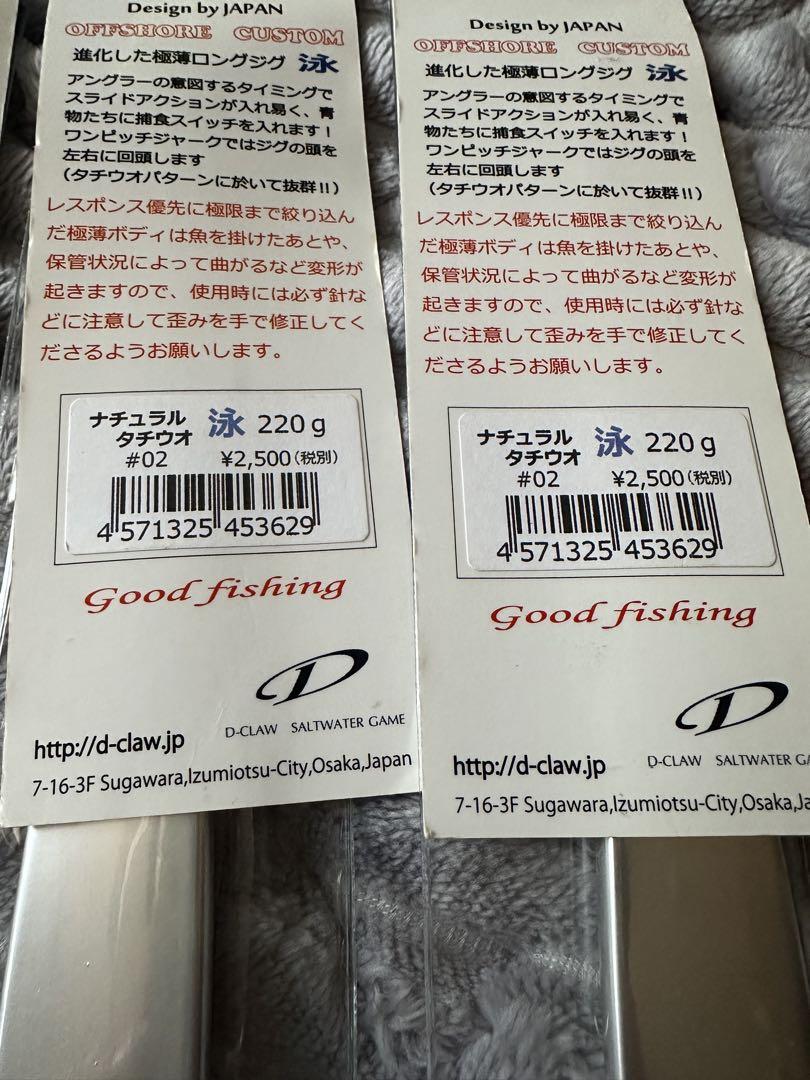 Design by JAPAN
OFFSHORE CUSTOM
進化した極薄ロングジグ 泳
アングラーの意図するタイミングで
スライドアクションが入れ易く、青
物たちに捕食スイッチを入れます！
ワンピッチジャークではジグの頭を
左右に回頭します
（タチウオパターンに於いて抜群!!）
レスポンス優先に極限まで絞り込ん
だ極薄ボディは魚を掛けたあとや、
保管状況によって曲がるなど変形が
起きますので、使用時には必ず針な
どに注意して歪みを手で修正してく
ださるようお願いします。
ナチュラル
タチウオ 泳 220g
#02 ¥2,500（税別）
4 571325 453629
Good fishing
D
D-CLAW SALTWATER GAME
http://d-claw.jp
7-16-3F Sugawara,Izumiotsu-City,Osaka,Japan
Design by JAPAN
OFFSHORE CUSTOM
進化した極薄ロングジグ 泳
アングラーの意図するタイミングで
スライドアクションが入れ易く、青
物たちに捕食スイッチを入れます！
ワンピッチジャークではジグの頭を
左右に回頭します
（タチウオパターンに於いて抜群!!）
レスポンス優先に極限まで絞り込ん
だ極薄ボディは魚を掛けたあとや、
保管状況によって曲がるなど変形が
起きますので、使用時には必ず針な
どに注意して歪みを手で修正してく
ださるようお願いします。
ナチュラル
タチウオ 泳 220g
#02 ¥2,500（税別）
4 571325 453629
Good fishing
D
D-CLAW SALTWATER GA
http://d-claw.jp
7-16-3F Sugawara,Izumiotsu-City,Osaka,Ja